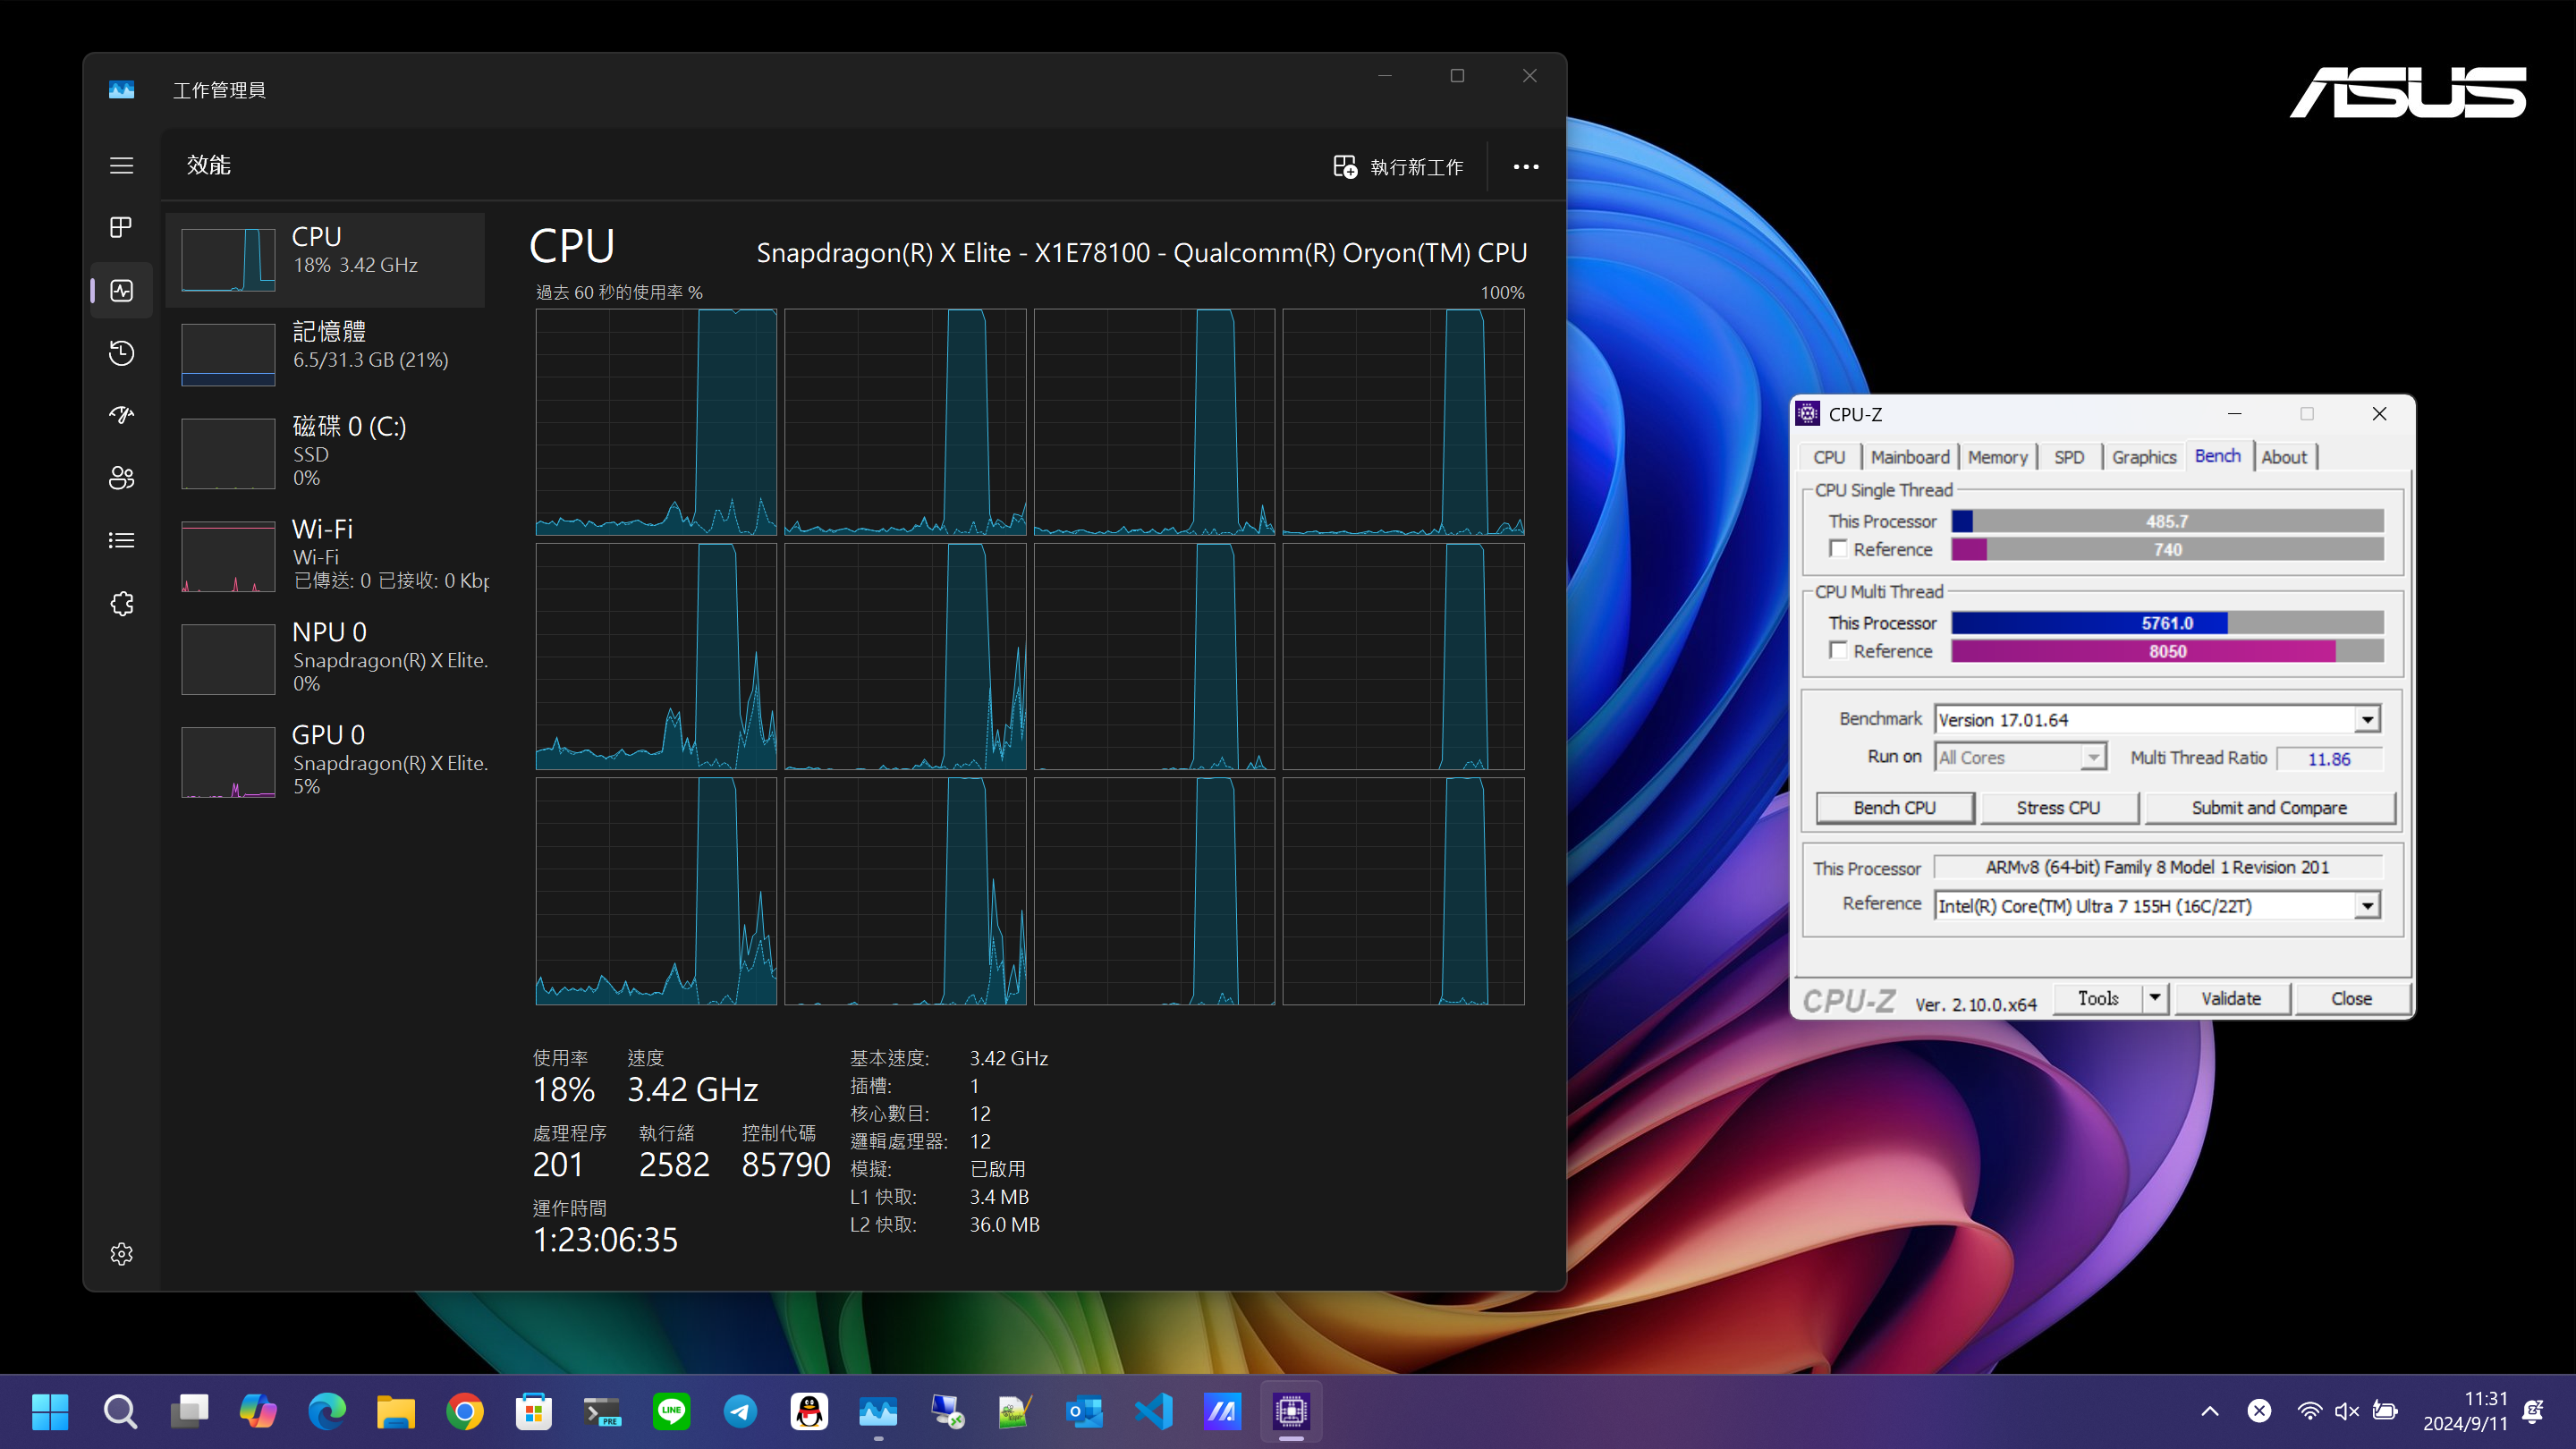 ASUS
工作管理員
效能
執行新工作
CPU
18% 3.42 GHz
記憶體
6.5/31.3 GB (21%)
磁碟 0 (C:)
SSD
0%
Wi-Fi
Wi-Fi
已傳送: 0 已接收: 0 Kbp
NPU 0
Snapdragon(R) X Elite.
0%
GPU 0
Snapdragon(R) X Elite.
5%
CPU
Snapdragon(R) X Elite - X1E78100 - Qualcomm(R) Oryon(TM) CPU
過去 60 秒的使用率 %
100%
使用率 速度
18% 3.42 GHz
處理程序 執行緒 控制代碼
201 2582 85790
運作時間
1:23:06:35
基本速度: 3.42 GHz
插槽: 1
核心數目: 12
邏輯處理器: 12
模擬: 已啟用
L1 快取: 3.4 MB
L2 快取: 36.0 MB
CPU-Z
CPU Mainboard Memory SPD Graphics Bench About
CPU Single Thread
This Processor 485.7
Reference 740
CPU Multi Thread
This Processor 5761.0
Reference 8050
Benchmark Version 17.01.64
Run on All Cores Multi Thread Ratio 11.86
Bench CPU Stress CPU Submit and Compare
This Processor ARMv8 (64-bit) Family 8 Model 1 Revision 201
Reference Intel(R) Core(TM) Ultra 7 155H (16C/22T)
CPU-Z Ver. 2.10.0.x64 Tools Validate Close
PRE
LINE
11:31
2024/9/11